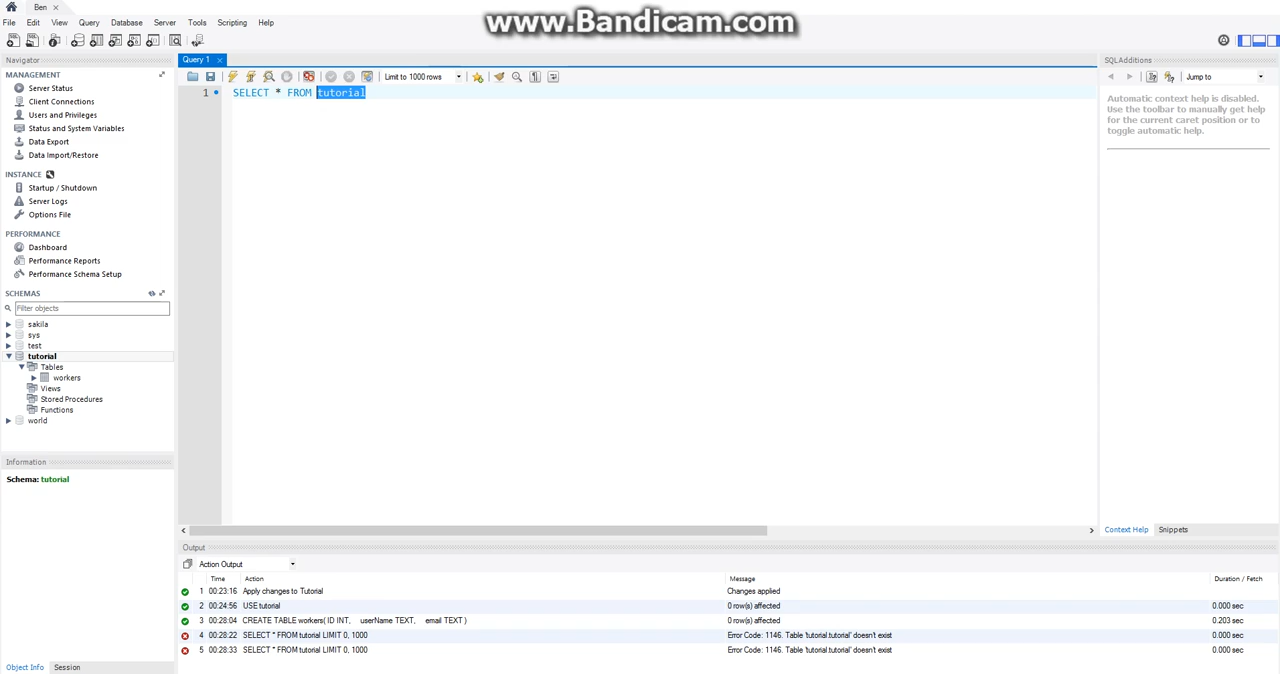 Ben
www.Bandicam.com
File Edit View Query Database Server Tools Scripting Help
Navigator
MANAGEMENT
Server Status
Client Connections
Users and Privileges
Status and System Variables
Data Export
Data Import/Restore
INSTANCE
Startup / Shutdown
Server Logs
Options File
PERFORMANCE
Dashboard
Performance Reports
Performance Schema Setup
SCHEMAS
Filter objects
sakila
sys
test
tutorial
Tables
workers
Views
Stored Procedures
Functions
world
Information
Schema: tutorial
Object Info Session
Query 1
Limit to 1000 rows
1 SELECT * FROM tutorial
SQLAdditions
Jump to
Automatic context help is disabled.
Use the toolbar to manually get help
for the current caret position or to
toggle automatic help.
Context Help Snippets
Output
Action Output
Time Action Message Duration / Fetch
1 00:23:16 Apply changes to Tutorial Changes applied
2 00:24:56 USE tutorial 0 row(s) affected 0.000 sec
3 00:28:04 CREATE TABLE workers( ID INT, userName TEXT, email TEXT ) 0 row(s) affected 0.203 sec
4 00:28:22 SELECT * FROM tutorial LIMIT 0, 1000 Error Code: 1146. Table 'tutorial.tutorial' doesn't exist 0.000 sec
5 00:28:33 SELECT * FROM tutorial LIMIT 0, 1000 Error Code: 1146. Table 'tutorial.tutorial' doesn't exist 0.000 sec